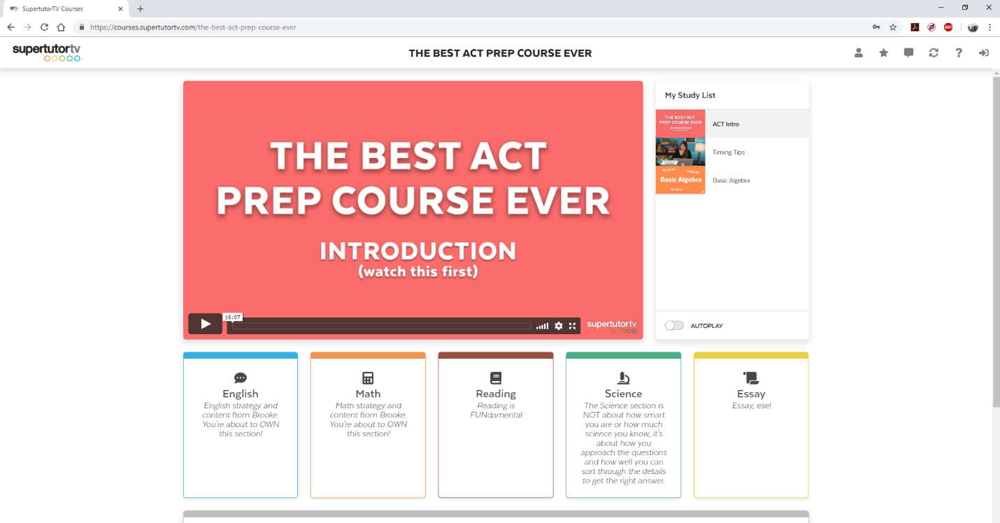 sttv SupertutorTV Courses
https://courses.supertutortv.com/the-best-act-prep-course-ever
ABP
supertutortv
THE BEST ACT PREP COURSE EVER
THE BEST ACT
PREP COURSE EVER
INTRODUCTION
(watch this first)
16:07
supertutortv
My Study List
THE BEST ACT
PREP COURSE EVER
INTRODUCTION
ACT Intro
Timing Tips
Basic Algebra
Basic Algebra
AUTOPLAY
English
English strategy and
content from Brooke.
You're about to OWN
this section!
Math
Math strategy and
content from Brooke.
You're about to OWN
this section!
Reading
Reading is
FUNdamental
Science
The Science section is
NOT about how smart
you are or how much
science you know, it's
about how you
approach the questions
and how well you can
sort through the details
to get the right answer.
Essay
Essay, ese!